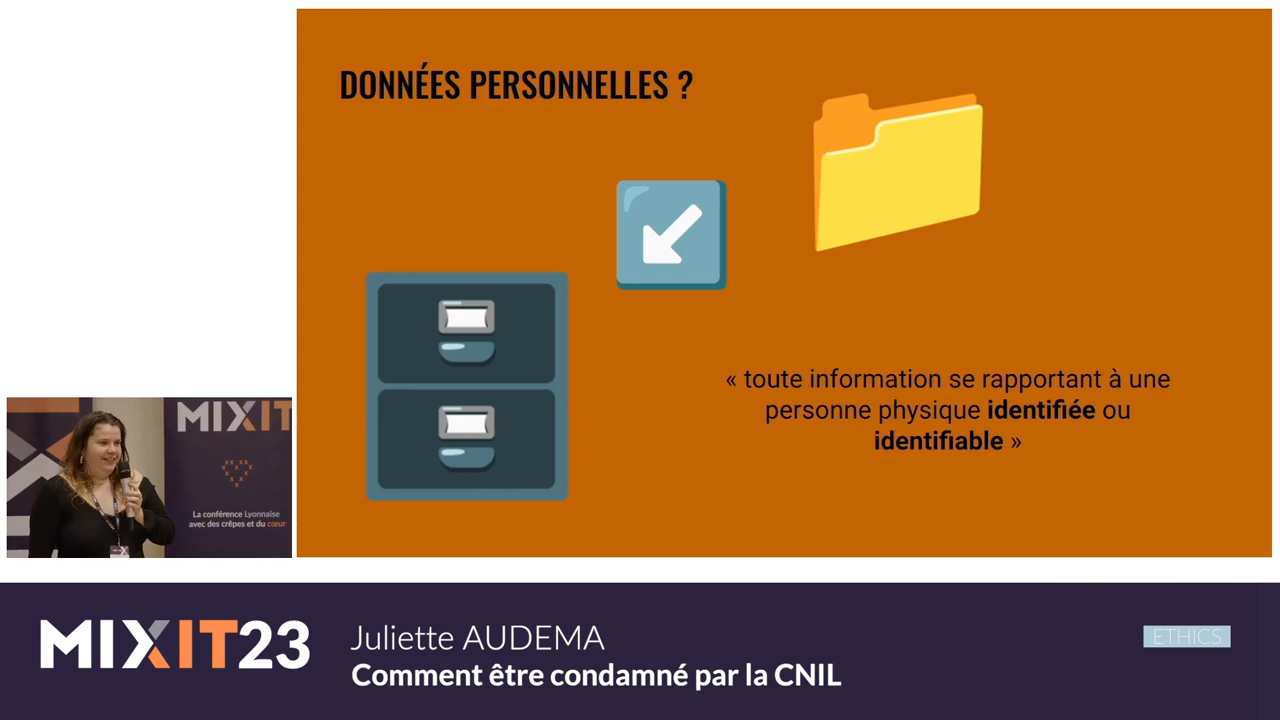 DONNÉES PERSONNELLES ?
« toute information se rapportant à une
personne physique identifiée ou
identifiable »
MIXIT
La conférence Lyonnaise
avec des crêpes et du cœur
MIXIT23
Juliette AUDEMA
Comment être condamné par la CNIL
ETHICS